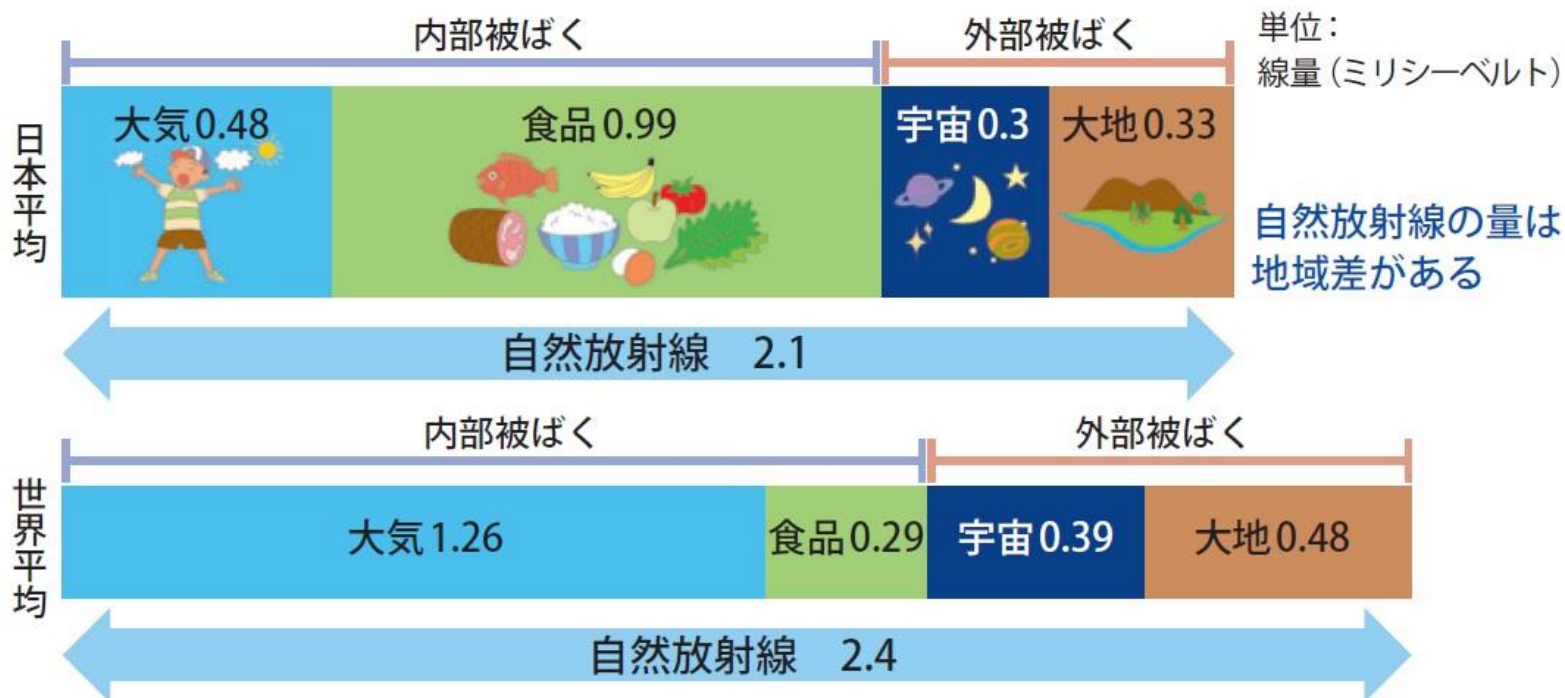 内部被ばく
外部被ばく
単位：
線量（ミリシーベルト）
日本平均
大気0.48
食品0.99
宇宙0.3
大地0.33
自然放射線の量は
地域差がある
自然放射線　2.1
内部被ばく
外部被ばく
世界平均
大気1.26
食品0.29
宇宙0.39
大地0.48
自然放射線　2.4